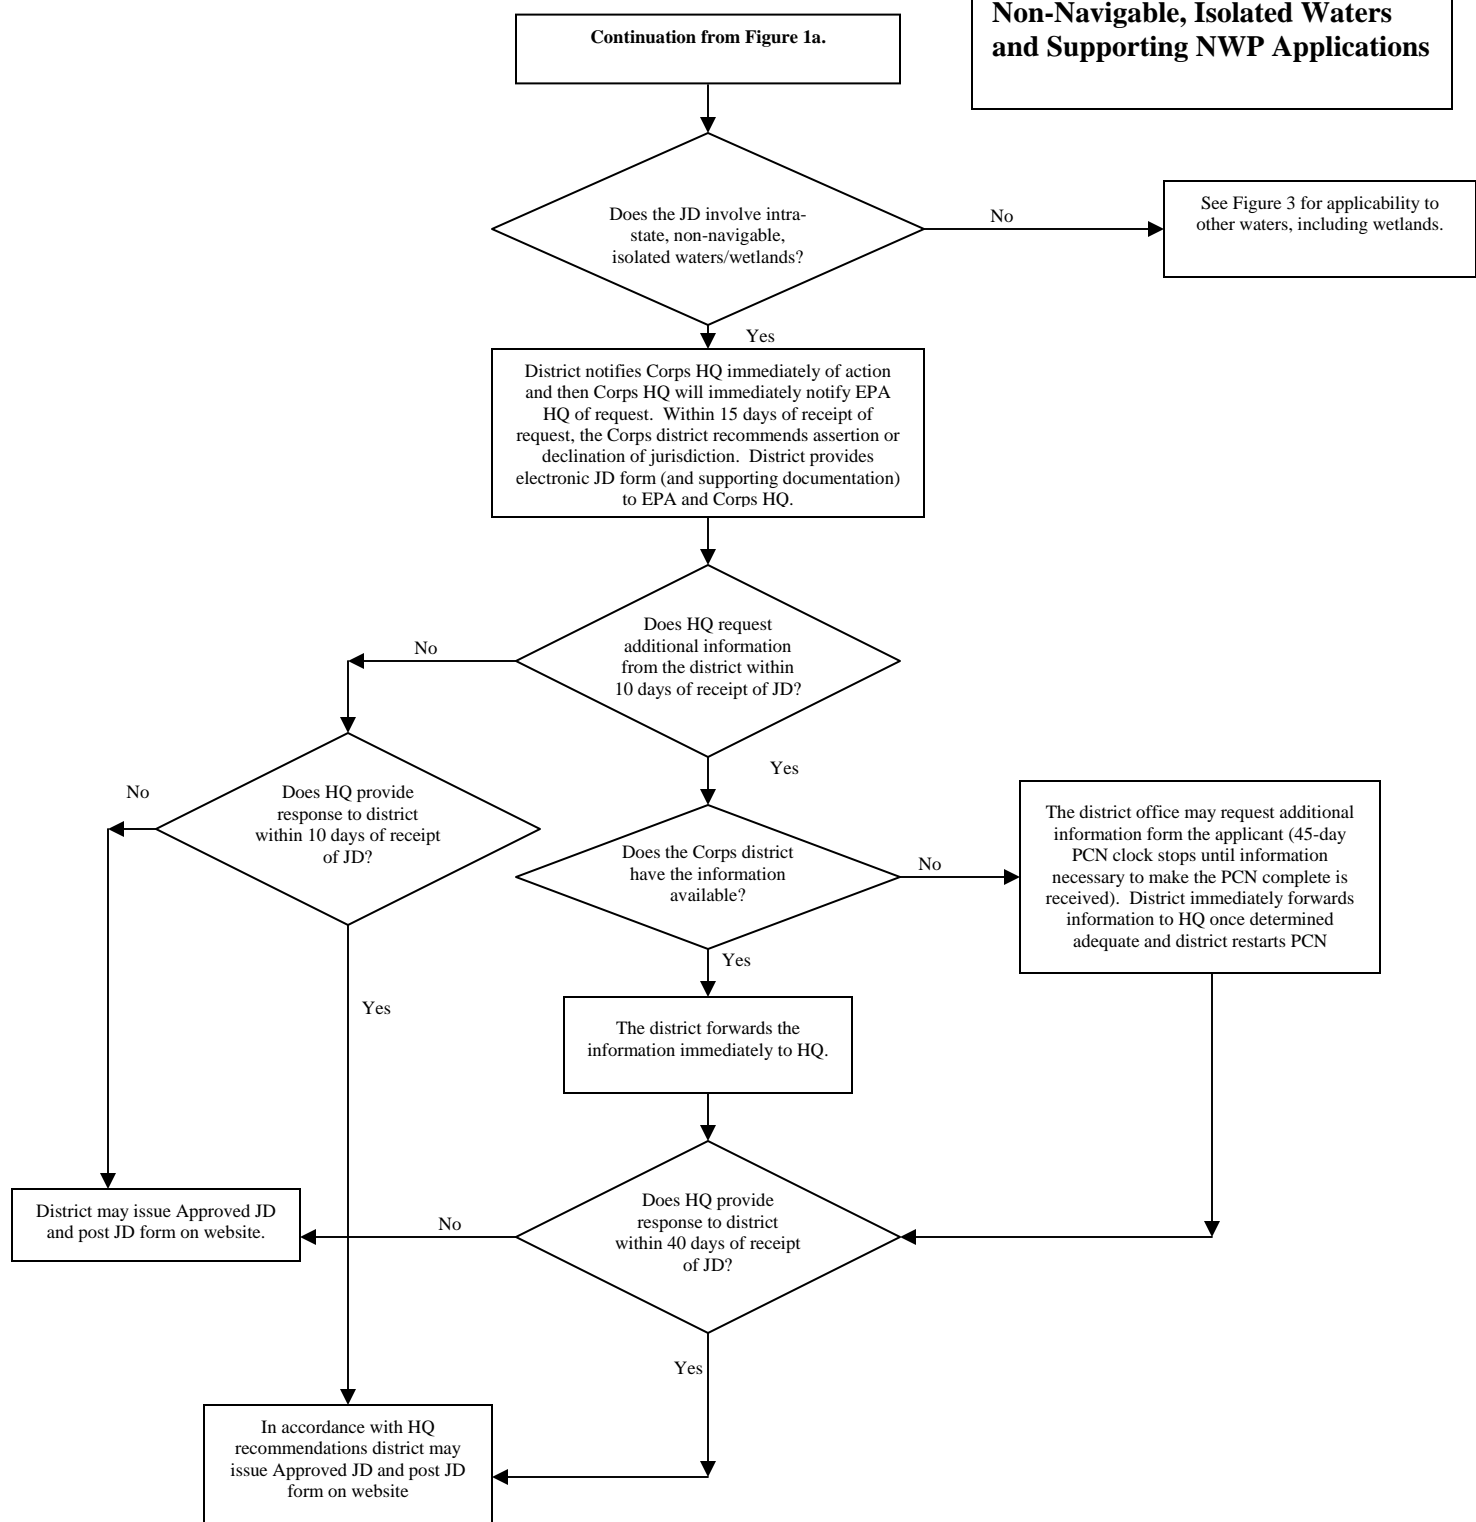 Non-Navigable, Isolated Waters
and Supporting NWP Applications
Continuation from Figure 1a.
Does the JD involve intra-
state, non-navigable,
isolated waters/wetlands?
No
See Figure 3 for applicability to
other waters, including wetlands.
Yes
District notifies Corps HQ immediately of action
and then Corps HQ will immediately notify EPA
HQ of request.  Within 15 days of receipt of
request, the Corps district recommends assertion or
declination of jurisdiction.  District provides
electronic JD form (and supporting documentation)
to EPA and Corps HQ.
Does HQ request
additional information
from the district within
10 days of receipt of JD?
No
Yes
Does HQ provide
response to district
within 10 days of receipt
of JD?
No
Yes
Does the Corps district
have the information
available?
No
The district office may request additional
information form the applicant (45-day
PCN clock stops until information
necessary to make the PCN complete is
received).  District immediately forwards
information to HQ once determined
adequate and district restarts PCN
Yes
The district forwards the
information immediately to HQ.
Does HQ provide
response to district
within 40 days of receipt
of JD?
No
District may issue Approved JD
and post JD form on website.
Yes
In accordance with HQ
recommendations district may
issue Approved JD and post JD
form on website